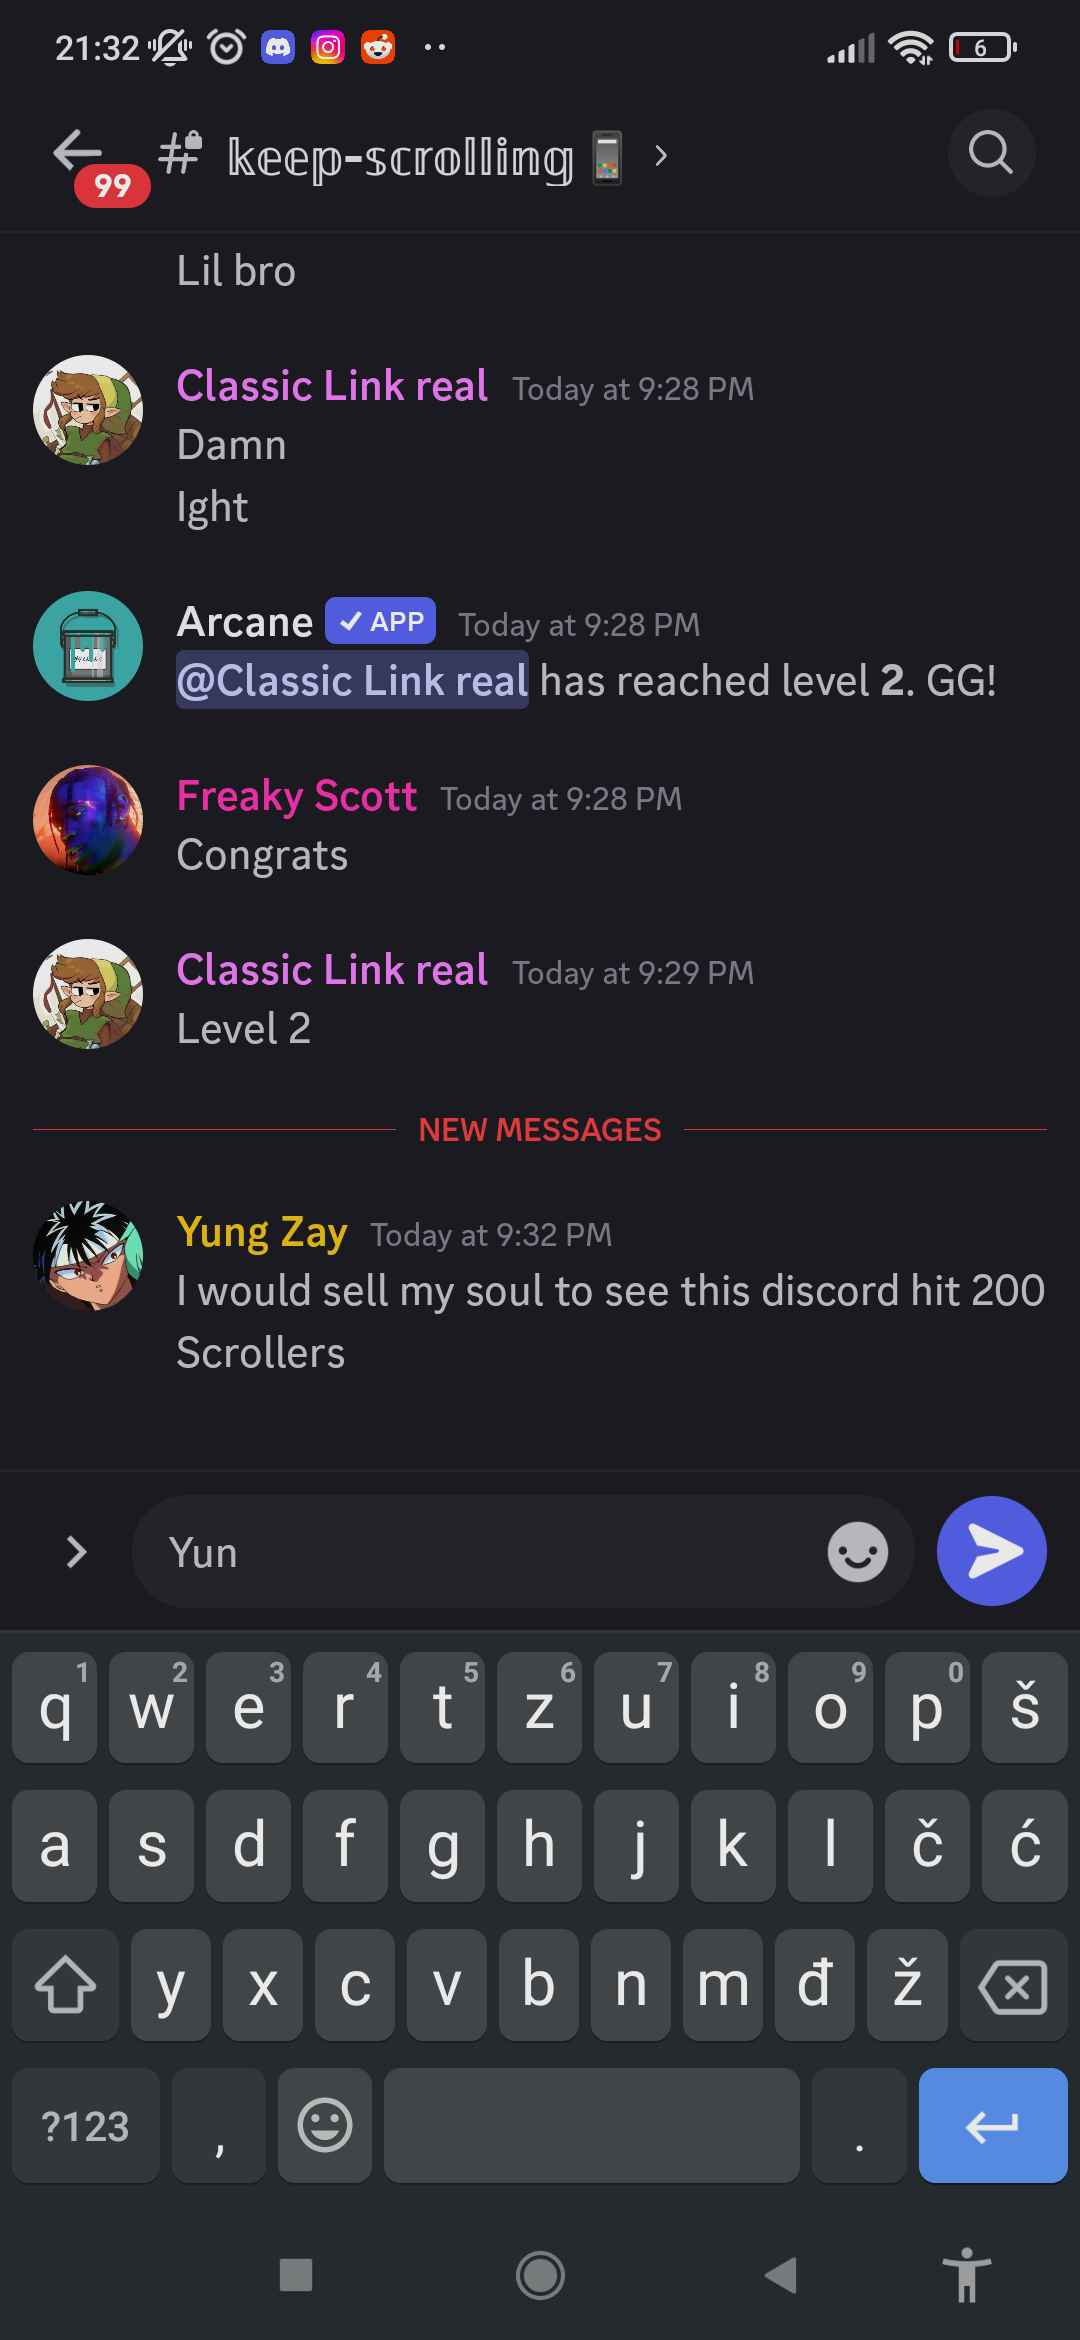 21:32
6
99
# 𝕜𝕖𝕖𝕡-𝕤𝕔𝕣𝕠𝕝𝕝𝕚𝕟𝕘📱 ›
Lil bro
Classic Link real Today at 9:28 PM
Damn
Ight
Arcane ✓ APP Today at 9:28 PM
@Classic Link real has reached level 2. GG!
Freaky Scott Today at 9:28 PM
Congrats
Classic Link real Today at 9:29 PM
Level 2
NEW MESSAGES
Yung Zay Today at 9:32 PM
I would sell my soul to see this discord hit 200
Scrollers
Yun
1 2 3 4 5 6 7 8 9 0
q w e r t z u i o p š
a s d f g h j k l č ć
y x c v b n m đ ž
?123 , .